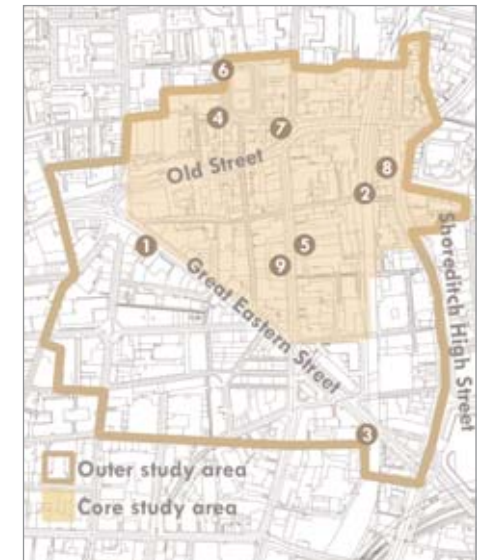 6
4
7
Old Street
8
2
1
5
9
Great Eastern Street
Shoreditch High Street
3
Outer study area
Core study area